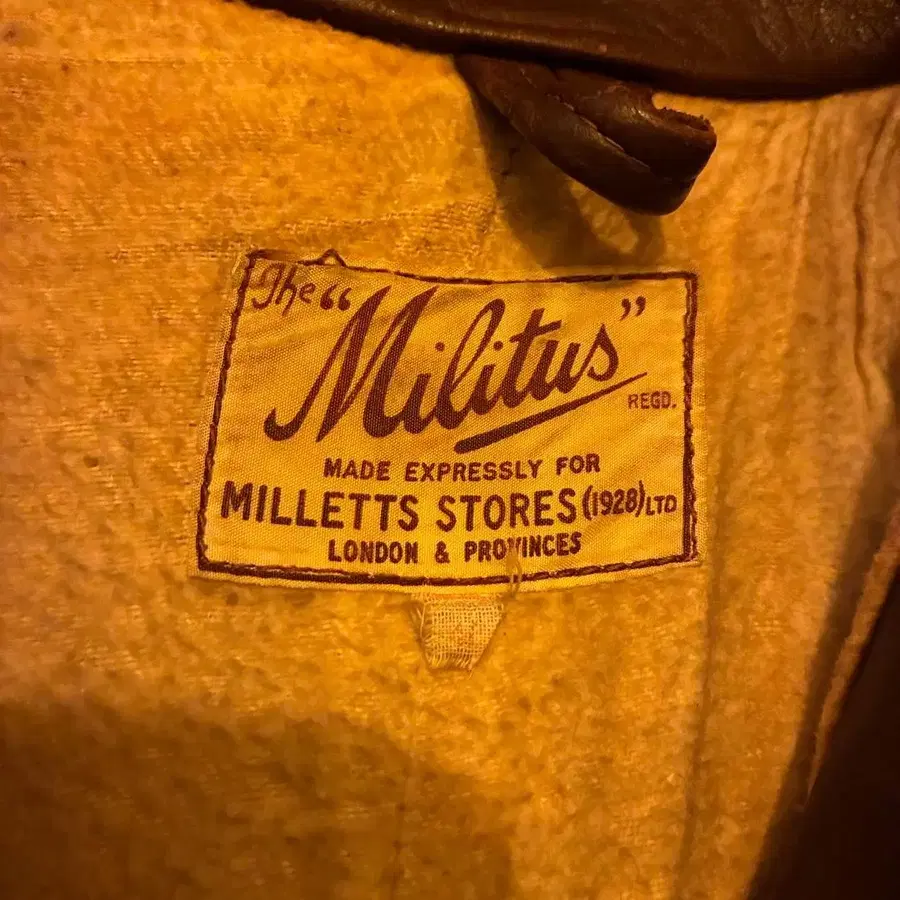 The "Militus"
REGD.
MADE EXPRESSLY FOR
MILLETTS STORES (1928) LTD
LONDON & PROVINCES